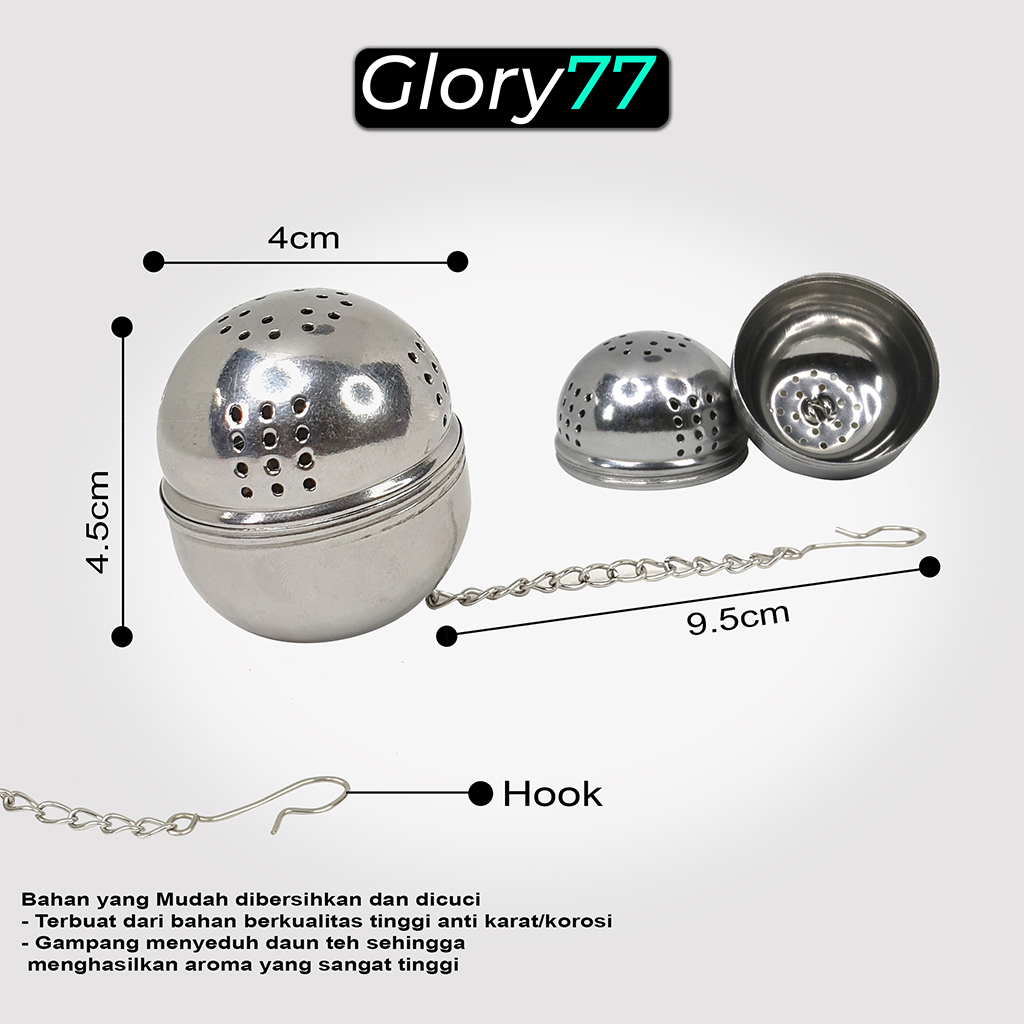 Glory77
4cm
4.5cm
9.5cm
Hook
Bahan yang Mudah dibersihkan dan dicuci
- Terbuat dari bahan berkualitas tinggi anti karat/korosi
- Gampang menyeduh daun teh sehingga
menghasilkan aroma yang sangat tinggi